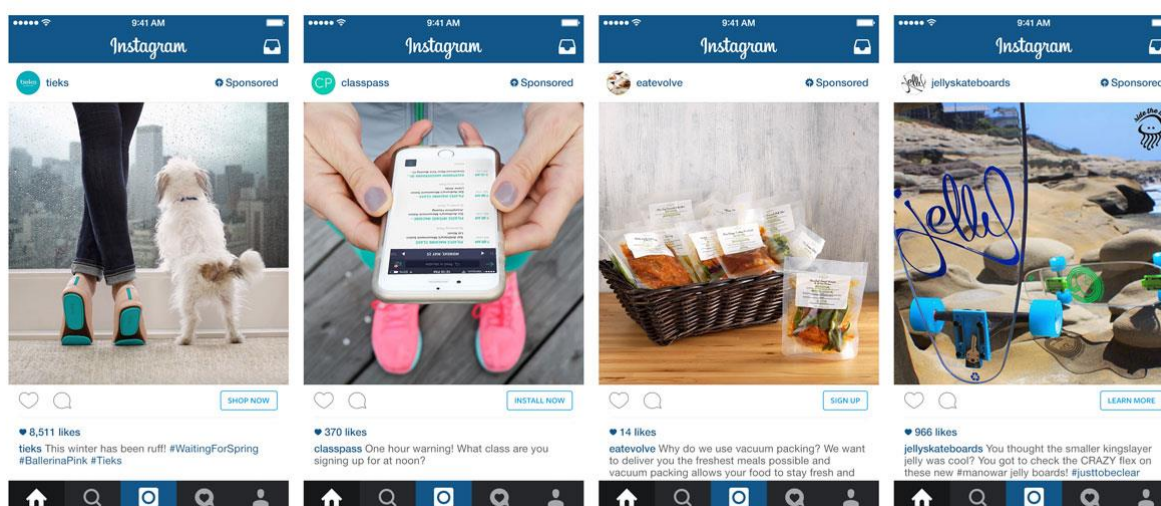 9:41 AM
Instagram
tieks
Sponsored
SHOP NOW
8,511 likes
tieks This winter has been ruff! #WaitingForSpring
#BallerinaPink #Tieks
9:41 AM
Instagram
CP
classpass
Sponsored
INSTALL NOW
370 likes
classpass One hour warning! What class are you
signing up for at noon?
9:41 AM
Instagram
eatevolve
Sponsored
SIGN UP
14 likes
eatevolve Why do we use vacuum packing? We want
to deliver you the freshest meals possible and
vacuum packing allows your food to stay fresh and
9:41 AM
Instagram
jelly
jellyskateboards
Sponsored
jelly
LEARN MORE
966 likes
jellyskateboards You thought the smaller kingslayer
jelly was cool? You got to check the CRAZY flex on
these new #manowar jelly boards! #justtobeclear